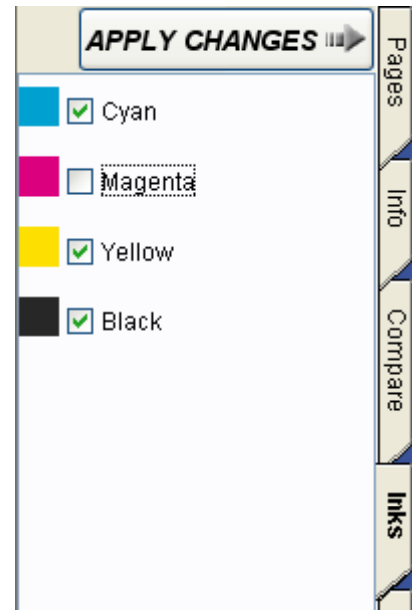 APPLY CHANGES
Cyan
Magenta
Yellow
Black
Pages
Info
Compare
Inks